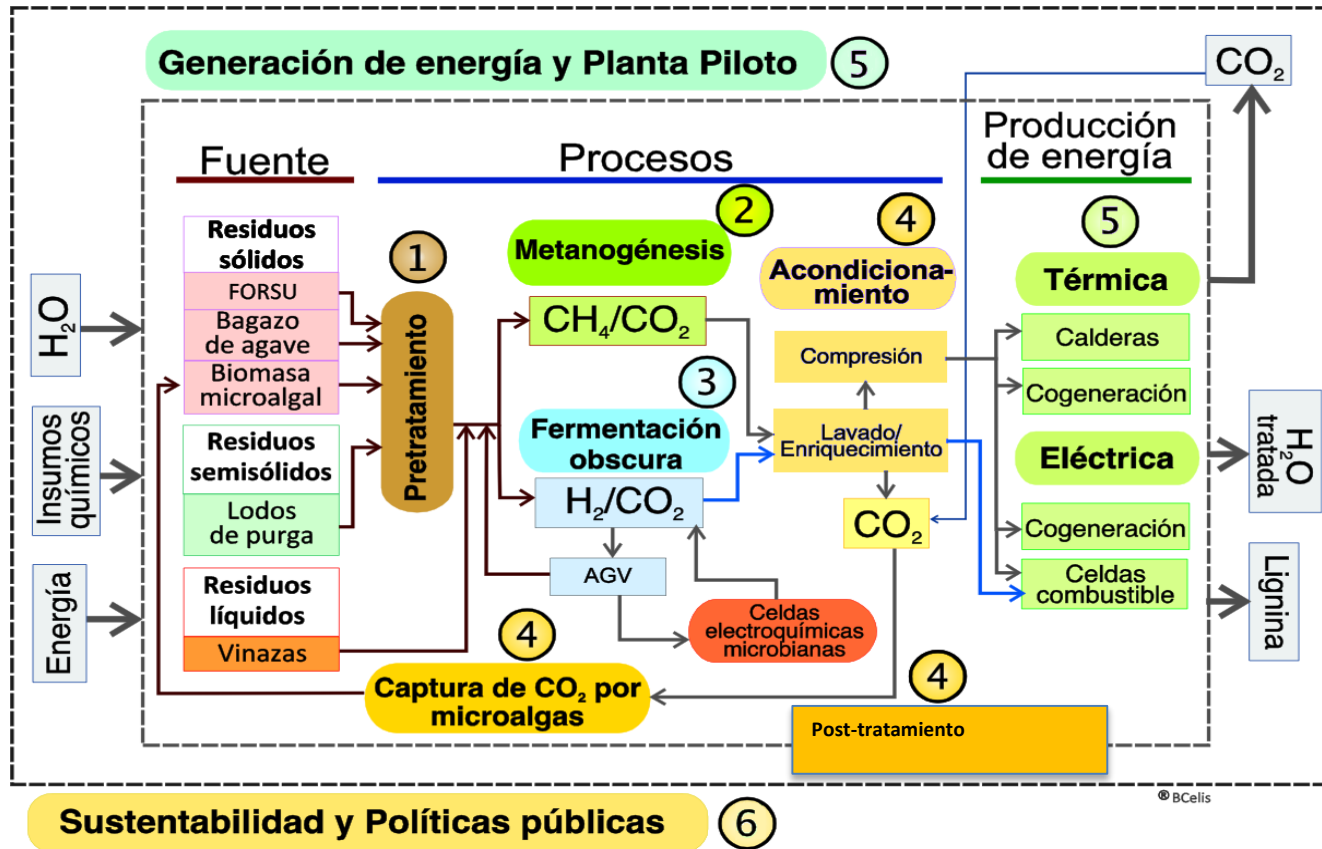 Generación de energía y Planta Piloto
5
CO₂
Fuente
Procesos
Producción
de energía
H₂O
Insumos
químicos
Energía
Residuos
sólidos
FORSU
Bagazo
de agave
Biomasa
microalgal
Residuos
semisólidos
Lodos
de purga
Residuos
líquidos
Vinazas
1
Pretratamiento
2
Metanogénesis
CH₄/CO₂
3
Fermentación
obscura
H₂/CO₂
AGV
Celdas
electroquímicas
microbianas
4
Acondiciona-
miento
Compresión
Lavado/
Enriquecimiento
CO₂
4
Captura de CO₂ por
microalgas
4
Post-tratamiento
5
Térmica
Calderas
Cogeneración
Eléctrica
Cogeneración
Celdas
combustible
H₂O
tratada
Lignina
® BCelis
Sustentabilidad y Políticas públicas
6